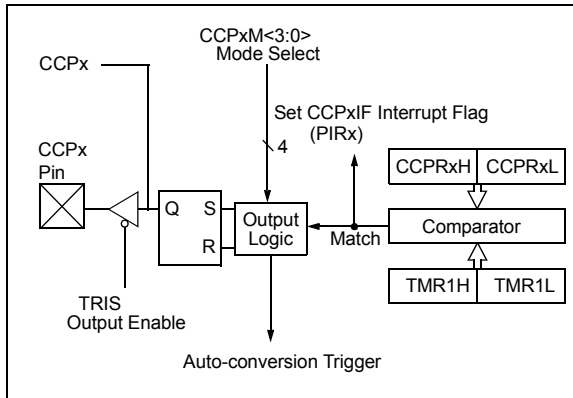 CCPxM<3:0>
Mode Select
CCPx
Set CCPxIF Interrupt Flag
(PIRx)
4
CCPx
Pin
CCPRxH CCPRxL
Q S
R
Output
Logic
Match
Comparator
TRIS
Output Enable
TMR1H TMR1L
Auto-conversion Trigger